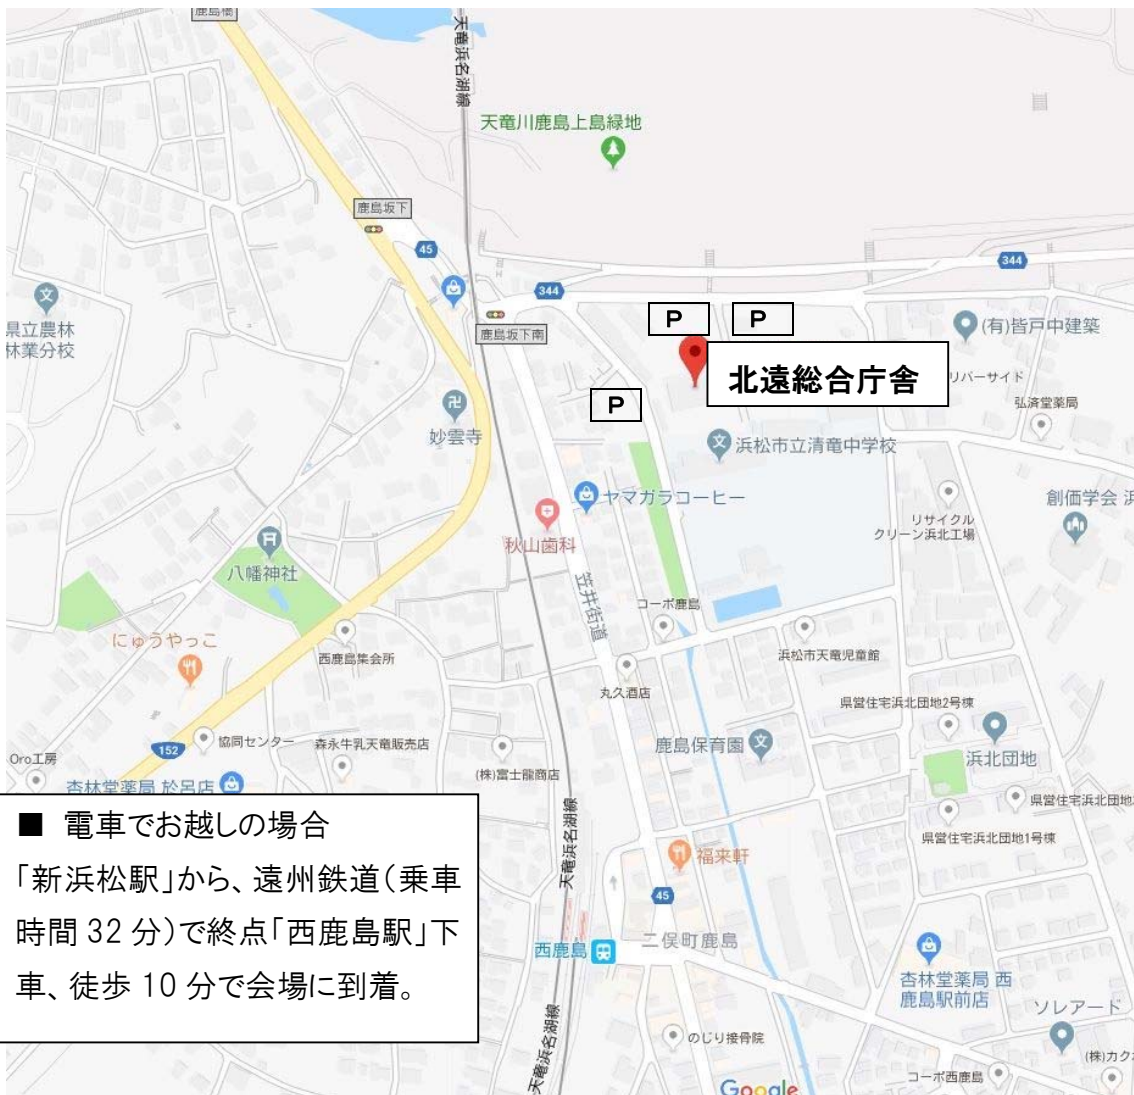 鹿島橋
天竜浜名湖線
天竜川鹿島上島緑地
鹿島坂下
45
344
344
鹿島坂下南
P
P
(有)皆戸中建築
県立農林
林業分校
北遠総合庁舎
リバーサイド
P
弘済堂薬局
妙雲寺
浜松市立清竜中学校
ヤマガラコーヒー
創価学会 浜
秋山歯科
リサイクル
クリーン浜北工場
八幡神社
笠井街道
コーポ鹿島
にゅうやっこ
西鹿島集会所
浜松市天竜児童館
丸久酒店
県営住宅浜北団地2号棟
152
協同センター
森永牛乳天竜販売店
鹿島保育園
浜北団地
Oro工房
(株)富士龍商店
杏林堂薬局 於呂店
県営住宅浜北団地
県営住宅浜北団地1号棟
■ 電車でお越しの場合
「新浜松駅」から、遠州鉄道(乗車
時間 32 分)で終点「西鹿島駅」下
車、徒歩 10 分で会場に到着。
天竜浜名湖線
福来軒
45
西鹿島
二俣町鹿島
杏林堂薬局 西
鹿島駅前店
ソレアード
天竜浜名湖線
のじり接骨院
(株)カク
コーポ西鹿島
Google